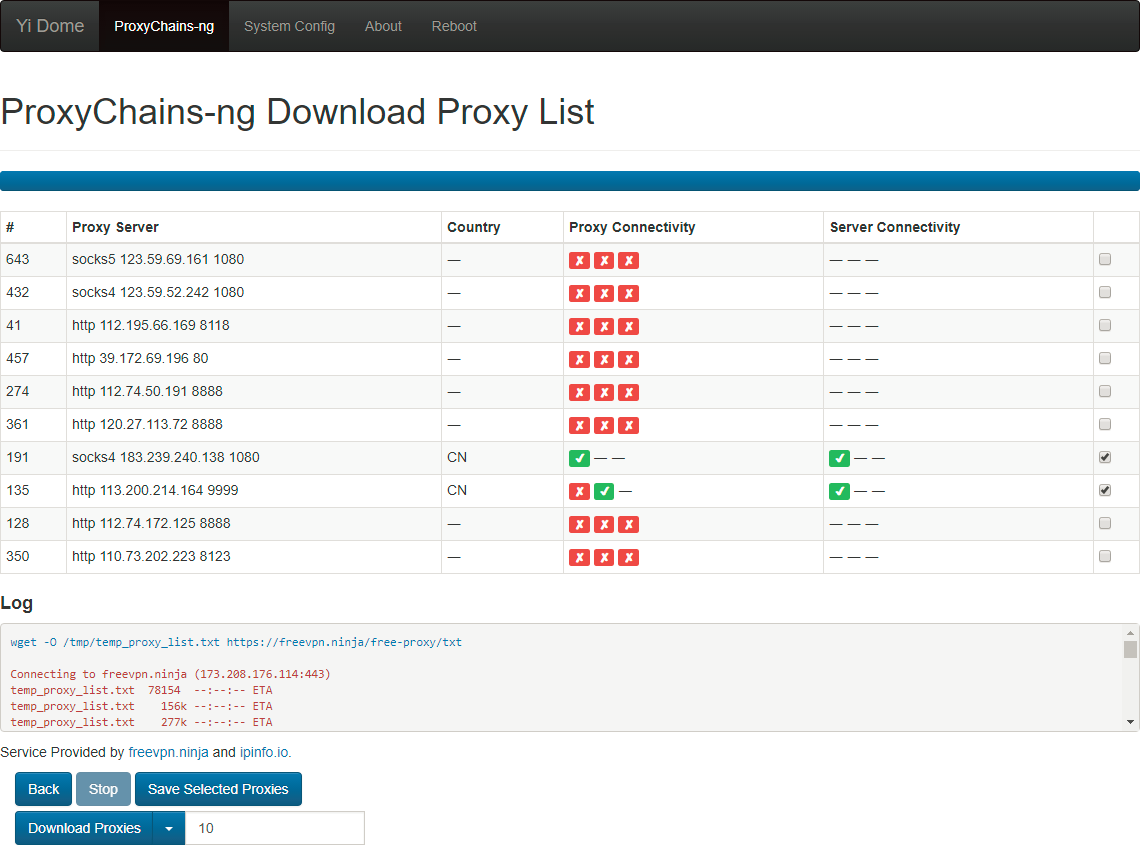 Yi Dome ProxyChains-ng System Config About Reboot
ProxyChains-ng Download Proxy List
# Proxy Server Country Proxy Connectivity Server Connectivity
643 socks5 123.59.69.161 1080 — ✗ ✗ ✗ — — —
432 socks4 123.59.52.242 1080 — ✗ ✗ ✗ — — —
41 http 112.195.66.169 8118 — ✗ ✗ ✗ — — —
457 http 39.172.69.196 80 — ✗ ✗ ✗ — — —
274 http 112.74.50.191 8888 — ✗ ✗ ✗ — — —
361 http 120.27.113.72 8888 — ✗ ✗ ✗ — — —
191 socks4 183.239.240.138 1080 CN ✔ — — ✔ — —
135 http 113.200.214.164 9999 CN ✗ ✔ — ✔ — —
128 http 112.74.172.125 8888 — ✗ ✗ ✗ — — —
350 http 110.73.202.223 8123 — ✗ ✗ ✗ — — —
Log
wget -O /tmp/temp_proxy_list.txt https://freevpn.ninja/free-proxy/txt
Connecting to freevpn.ninja (173.208.176.114:443)
temp_proxy_list.txt 78154 --:--:-- ETA
temp_proxy_list.txt 156k --:--:-- ETA
temp_proxy_list.txt 277k --:--:-- ETA
Service Provided by freevpn.ninja and ipinfo.io.
Back Stop Save Selected Proxies
Download Proxies 10